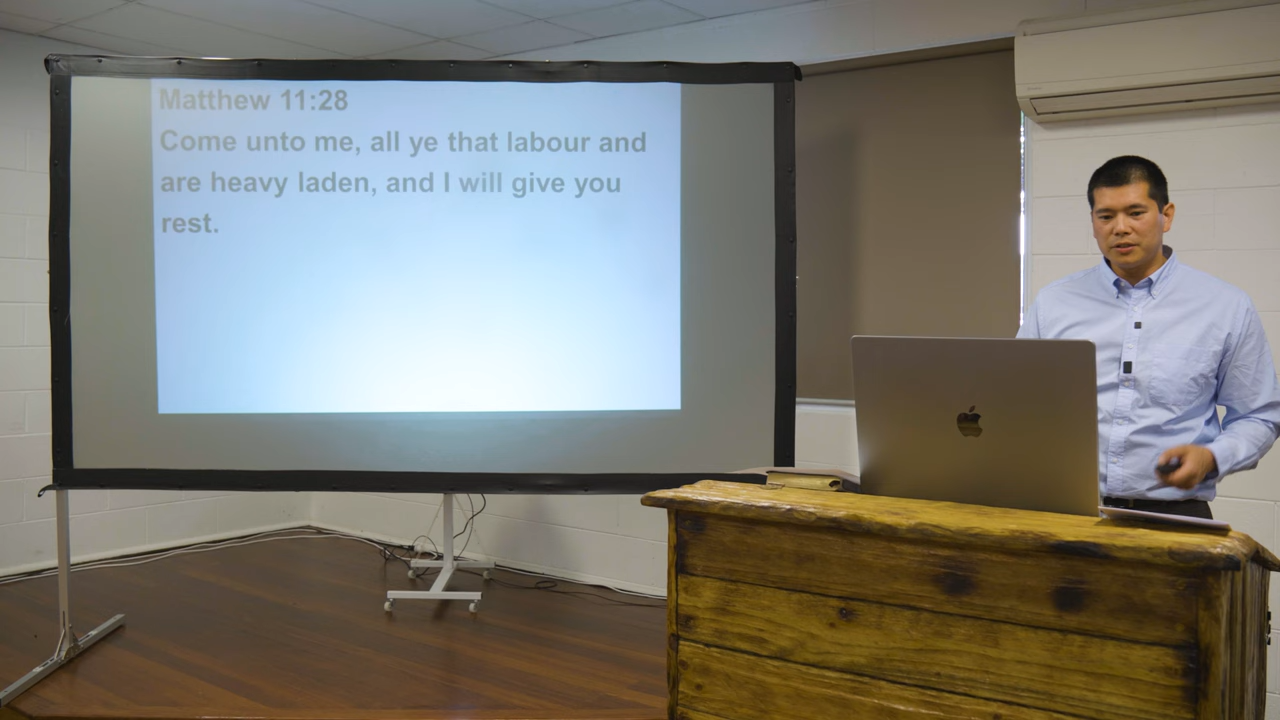 Matthew 11:28
Come unto me, all ye that labour and
are heavy laden, and I will give you
rest.